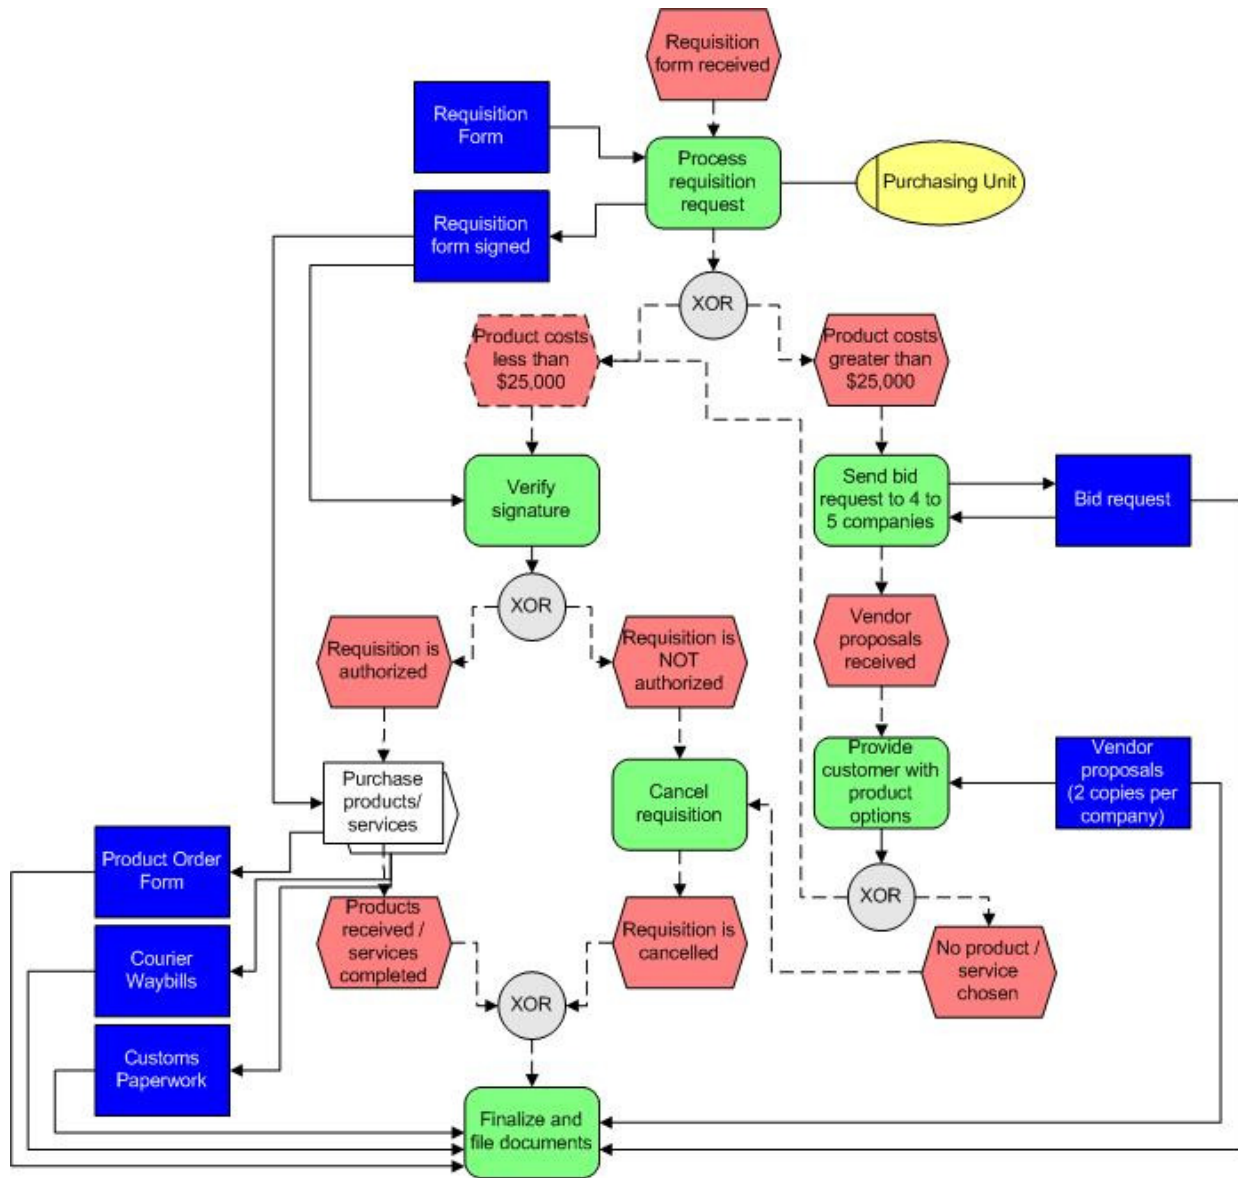 Requisition
form received
Requisition
Form
Process
requisition
request
Purchasing Unit
Requisition
form signed
XOR
Product costs
less than
$25,000
Product costs
greater than
$25,000
Verify
signature
Send bid
request to 4 to
5 companies
Bid request
XOR
Requisition is
authorized
Requisition is
NOT
authorized
Vendor
proposals
received
Purchase
products/
services
Cancel
requisition
Provide
customer with
product
options
Vendor
proposals
(2 copies per
company)
Product Order
Form
XOR
Products
received /
services
completed
Requisition is
cancelled
No product /
service
chosen
Courier
Waybills
XOR
Customs
Paperwork
Finalize and
file documents